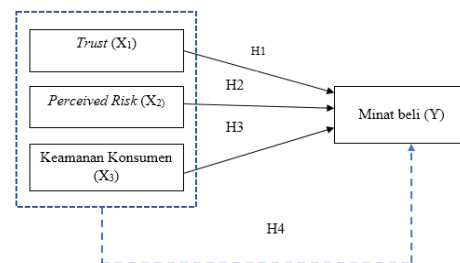 Trust (X1)
H1
H2
Perceived Risk (X2)
Minat beli (Y)
H3
Keamanan Konsumen
(X3)
H4